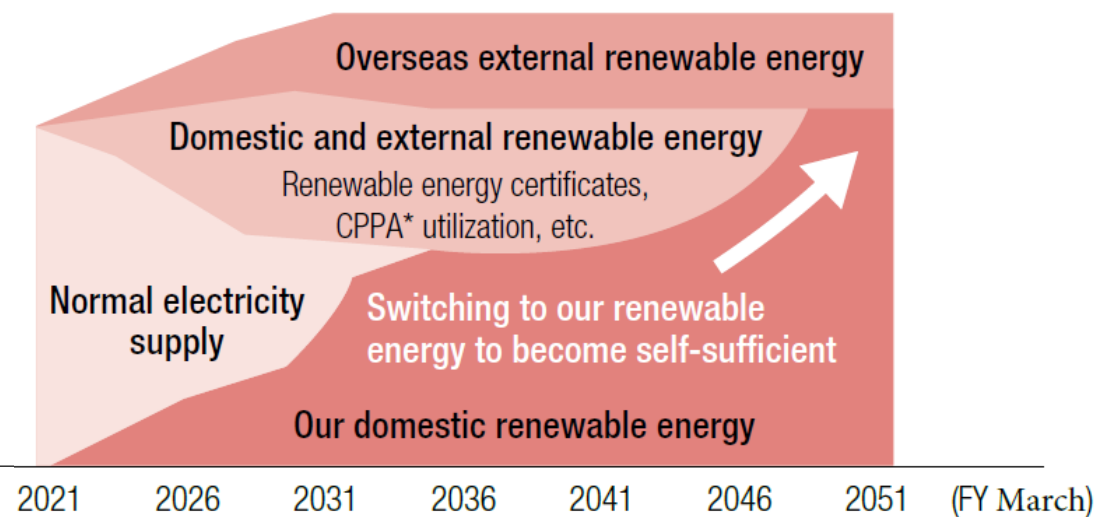 Overseas external renewable energy
Domestic and external renewable energy
Renewable energy certificates,
CPPA* utilization, etc.
Normal electricity
supply
Switching to our renewable
energy to become self-sufficient
Our domestic renewable energy
2021 2026 2031 2036 2041 2046 2051 (FY March)